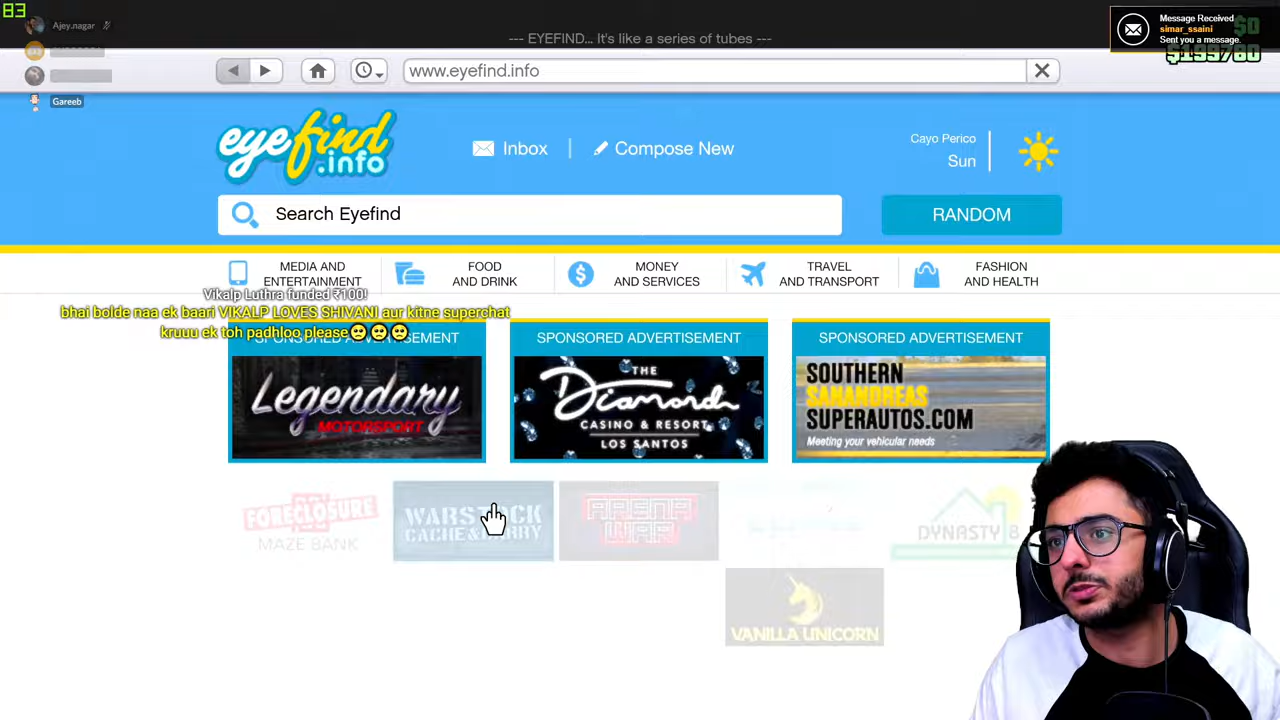 83
Ajey.nagar
Gareeb
--- EYEFIND... It's like a series of tubes ---
Message Received
simar_ssaini
Sent you a message.
$0
$199780
www.eyefind.info
eyefind
.info
Inbox
Compose New
Cayo Perico
Sun
Search Eyefind
RANDOM
MEDIA AND ENTERTAINMENT
FOOD AND DRINK
MONEY AND SERVICES
TRAVEL AND TRANSPORT
FASHION AND HEALTH
Vikalp Luthra funded ₹100!
bhai bolde naa ek baari VIKALP LOVES SHIVANI aur kitne superchat
kruuu ek toh padhloo please🥺🥺🥺
SPONSORED ADVERTISEMENT
Legendary
MOTORSPORT
SPONSORED ADVERTISEMENT
THE
Diamond
CASINO & RESORT
LOS SANTOS
SPONSORED ADVERTISEMENT
SOUTHERN
SANANDREAS
SUPERAUTOS.COM
Meeting your vehicular needs
FORECLOSURES
MAZE BANK
WARSTOCK
CACHE&CARRY
ARENA
WAR
DYNASTY 8
VANILLA UNICORN